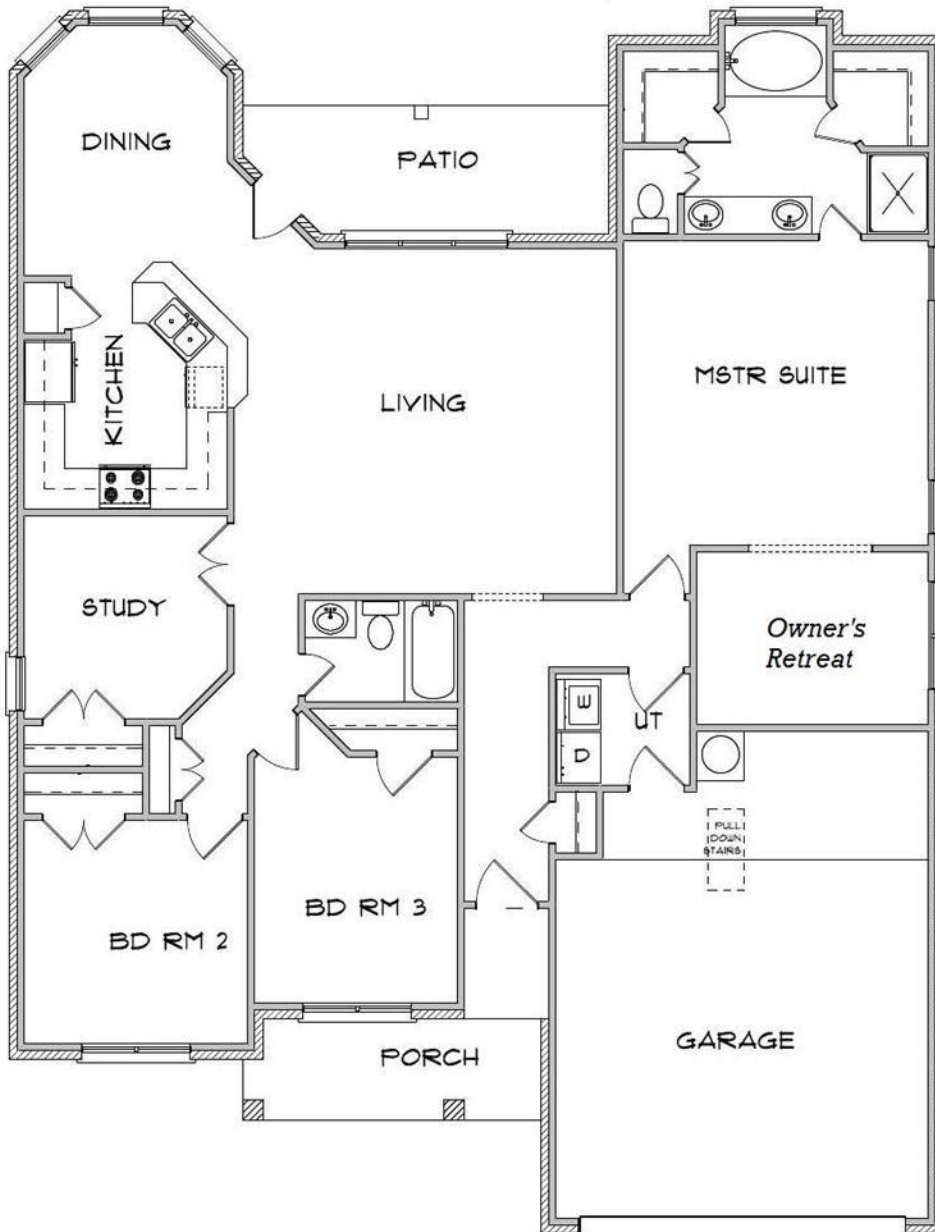 DINING
PATIO
KITCHEN
LIVING
MSTR SUITE
STUDY
Owner's
Retreat
W
D
UT
PULL
DOWN
STAIRS
BD RM 2
BD RM 3
PORCH
GARAGE